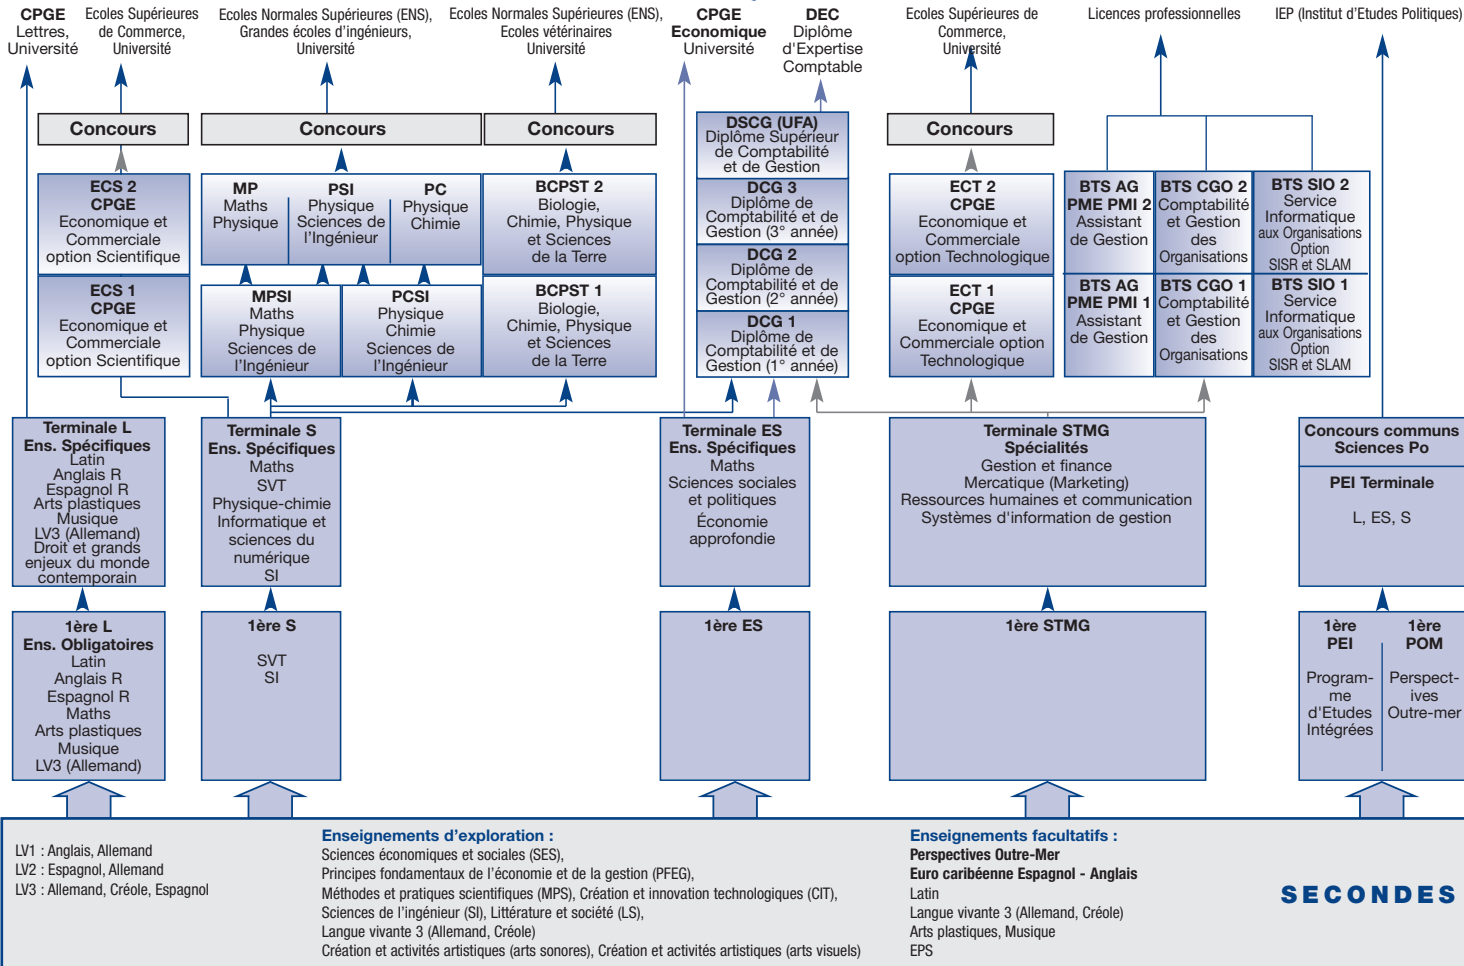 CPGE
Lettres,
Université
Ecoles Supérieures
de Commerce,
Université
Ecoles Normales Supérieures (ENS),
Grandes écoles d'ingénieurs,
Université
Ecoles Normales Supérieures (ENS),
Ecoles vétérinaires
Université
CPGE
Economique
Université
DEC
Diplôme
d'Expertise
Comptable
Ecoles Supérieures de
Commerce,
Université
Licences professionnelles
IEP (Institut d'Etudes Politiques)
Concours
Concours
Concours
Concours
ECS 2
CPGE
Economique et
Commerciale
option Scientifique
ECS 1
CPGE
Economique et
Commerciale
option Scientifique
MP
Maths
Physique
PSI
Physique
Sciences de
l'Ingénieur
PC
Physique
Chimie
MPSI
Maths
Physique
Sciences de
l'Ingénieur
PCSI
Physique
Chimie
Sciences de
l'Ingénieur
BCPST 2
Biologie,
Chimie, Physique
et Sciences
de la Terre
BCPST 1
Biologie,
Chimie, Physique
et Sciences
de la Terre
DSCG (UFA)
Diplôme Supérieur
de Comptabilité
et de Gestion
DCG 3
Diplôme de
Comptabilité et de
Gestion (3° année)
DCG 2
Diplôme de
Comptabilité et de
Gestion (2° année)
DCG 1
Diplôme de
Comptabilité et de
Gestion (1° année)
ECT 2
CPGE
Economique et
Commerciale
option Technologique
ECT 1
CPGE
Economique et
Commerciale option
Technologique
BTS AG
PME PMI 2
Assistant
de Gestion
BTS CGO 2
Comptabilité
et Gestion
des
Organisations
BTS SIO 2
Service
Informatique
aux Organisations
Option
SISR et SLAM
BTS AG
PME PMI 1
Assistant
de Gestion
BTS CGO 1
Comptabilité
et Gestion
des
Organisations
BTS SIO 1
Service
Informatique
aux Organisations
Option
SISR et SLAM
Terminale L
Ens. Spécifiques
Latin
Anglais R
Espagnol R
Arts plastiques
Musique
LV3 (Allemand)
Droit et grands
enjeux du monde
contemporain
Terminale S
Ens. Spécifiques
Maths
SVT
Physique-chimie
Informatique et
sciences du
numérique
SI
Terminale ES
Ens. Spécifiques
Maths
Sciences sociales
et politiques
Économie
approfondie
Terminale STMG
Spécialités
Gestion et finance
Mercatique (Marketing)
Ressources humaines et communication
Systèmes d'information de gestion
Concours communs
Sciences Po
PEI Terminale
L, ES, S
1ère L
Ens. Obligatoires
Latin
Anglais R
Espagnol R
Maths
Arts plastiques
Musique
LV3 (Allemand)
1ère S
SVT
SI
1ère ES
1ère STMG
1ère
PEI
Program-
me
d'Etudes
Intégrées
1ère
POM
Perspect-
ives
Outre-mer
LV1 : Anglais, Allemand
LV2 : Espagnol, Allemand
LV3 : Allemand, Créole, Espagnol
Enseignements d'exploration :
Sciences économiques et sociales (SES),
Principes fondamentaux de l'économie et de la gestion (PFEG),
Méthodes et pratiques scientifiques (MPS), Création et innovation technologiques (CIT),
Sciences de l'ingénieur (SI), Littérature et société (LS),
Langue vivante 3 (Allemand, Créole)
Création et activités artistiques (arts sonores), Création et activités artistiques (arts visuels)
Enseignements facultatifs :
Perspectives Outre-Mer
Euro caribéenne Espagnol - Anglais
Latin
Langue vivante 3 (Allemand, Créole)
Arts plastiques, Musique
EPS
SECONDES